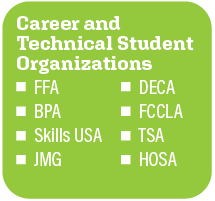 Career and
Technical Student
Organizations
FFA
BPA
Skills USA
JMG
DECA
FCCLA
TSA
HOSA